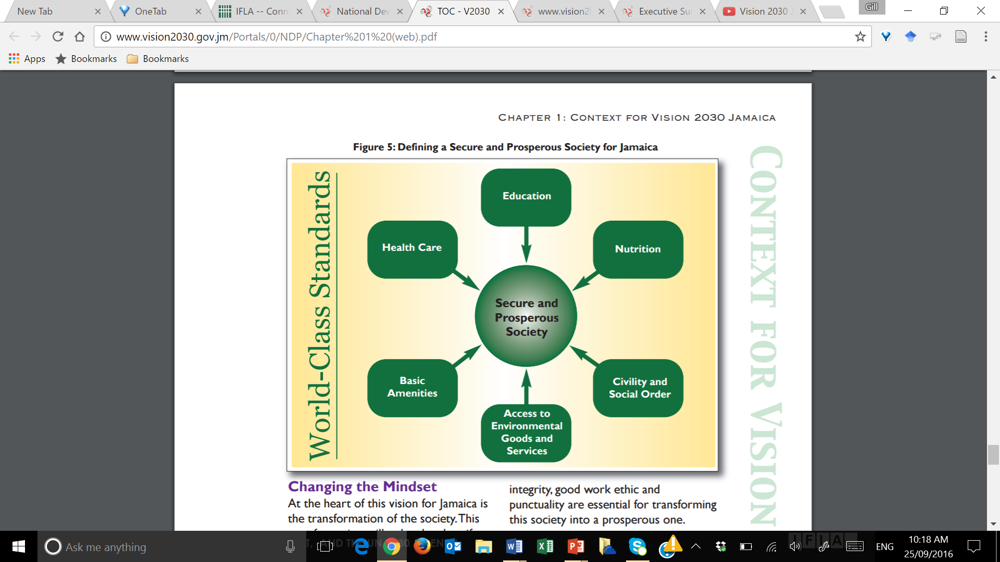 New Tab
OneTab
IFLA -- Conn
National Dev
TOC - V2030
www.vision2
Executive Su
Vision 2030 J
Gill
www.vision2030.gov.jm/Portals/0/NDP/Chapter%201%20(web).pdf
Apps
Bookmarks
Bookmarks
CHAPTER 1: CONTEXT FOR VISION 2030 JAMAICA
Figure 5: Defining a Secure and Prosperous Society for Jamaica
World-Class Standards
Education
Health Care
Nutrition
Secure and
Prosperous
Society
Basic
Amenities
Civility and
Social Order
Access to
Environmental
Goods and
Services
CONTEXT FOR VISION
Changing the Mindset
At the heart of this vision for Jamaica is
the transformation of the society. This
integrity, good work ethic and
punctuality are essential for transforming
this society into a prosperous one.
Ask me anything
IFLA
ENG
10:18 AM
25/09/2016